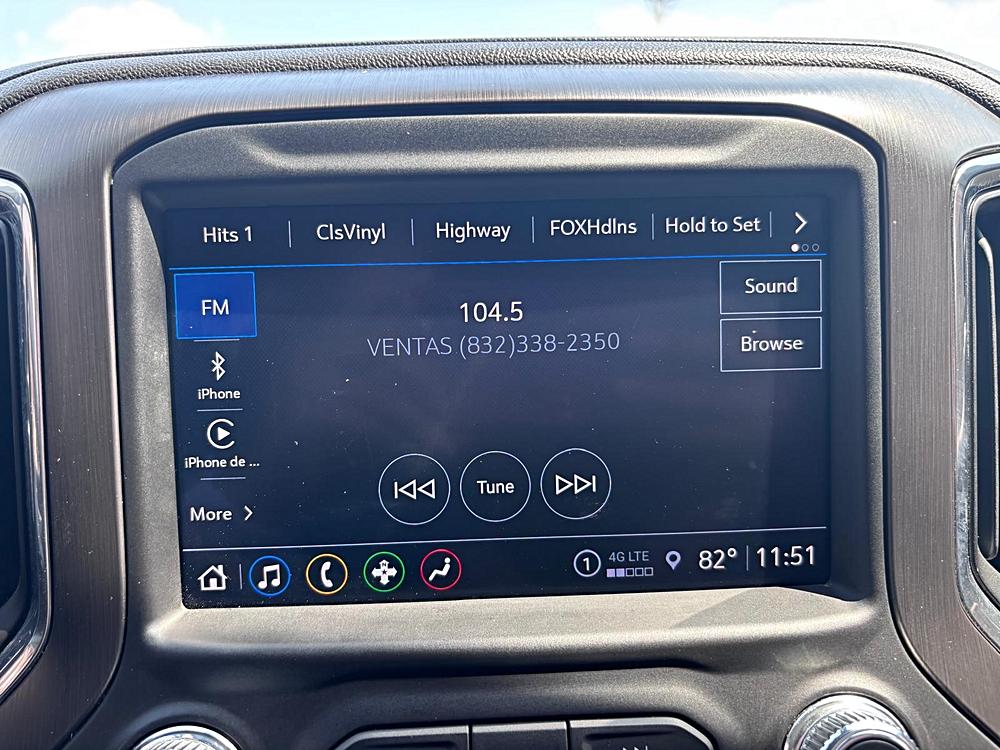 Hits 1
ClsVinyl
Highway
FOXHdlns
Hold to Set
FM
104.5
VENTAS (832)338-2350
Sound
Browse
iPhone
iPhone de ...
More
Tune
1
4G LTE
82°
11:51